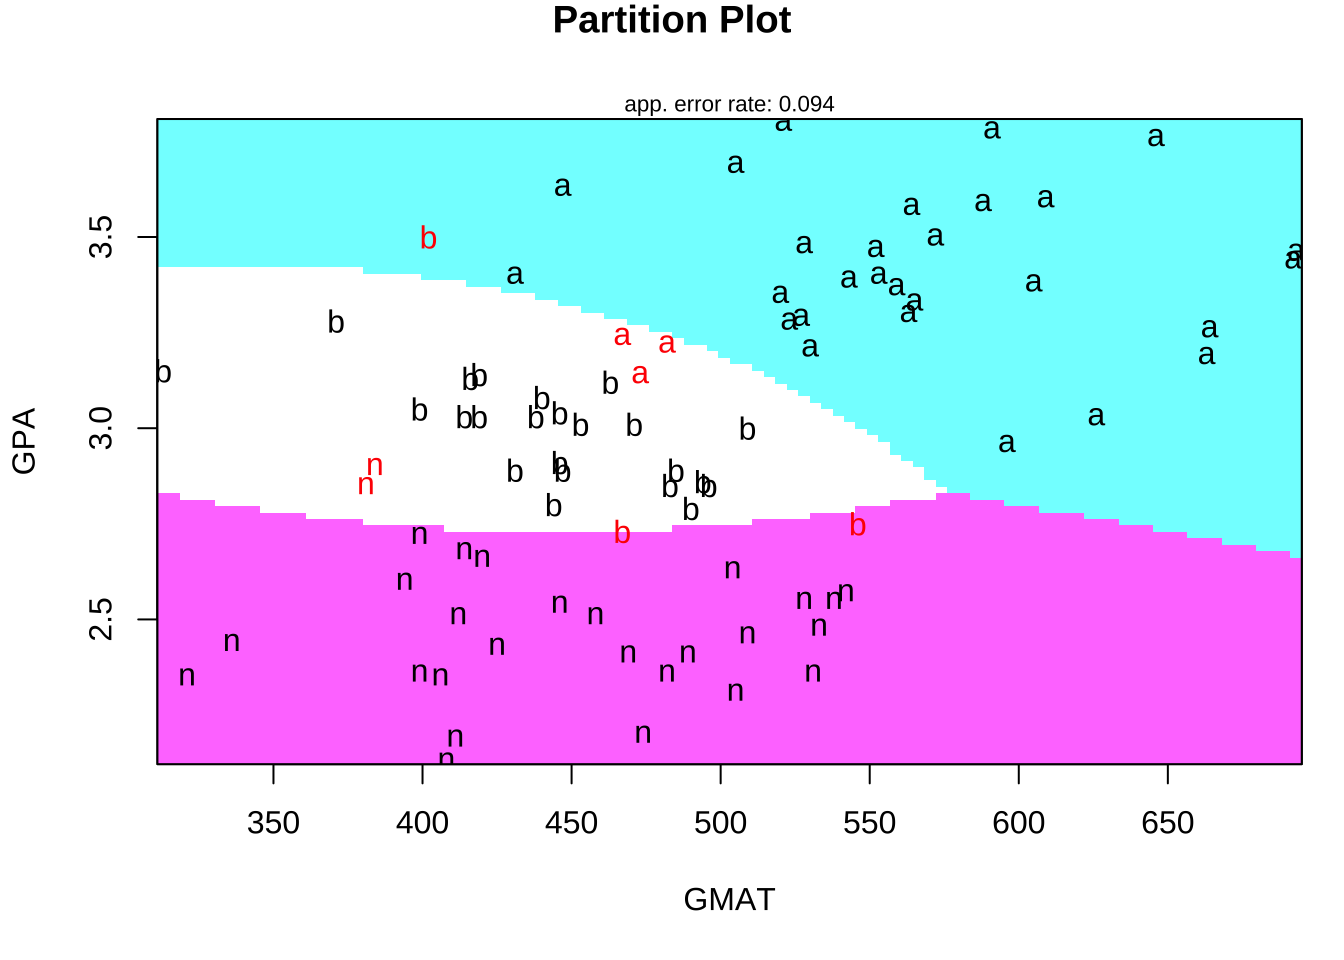 Partition Plot
app. error rate: 0.094
a a a
a a
a a a a
b a a a a a
a a a a a
a a a
b a a a a
a a a a
b a b b b
b b b b b b b b b
a a
n b b b b b b
n b b b b
n b b
n n n n
n n n n n n
n n n n
n n n n n n n
n n n
n n
3.5
3.0
2.5
GPA
350 400 450 500 550 600 650
GMAT